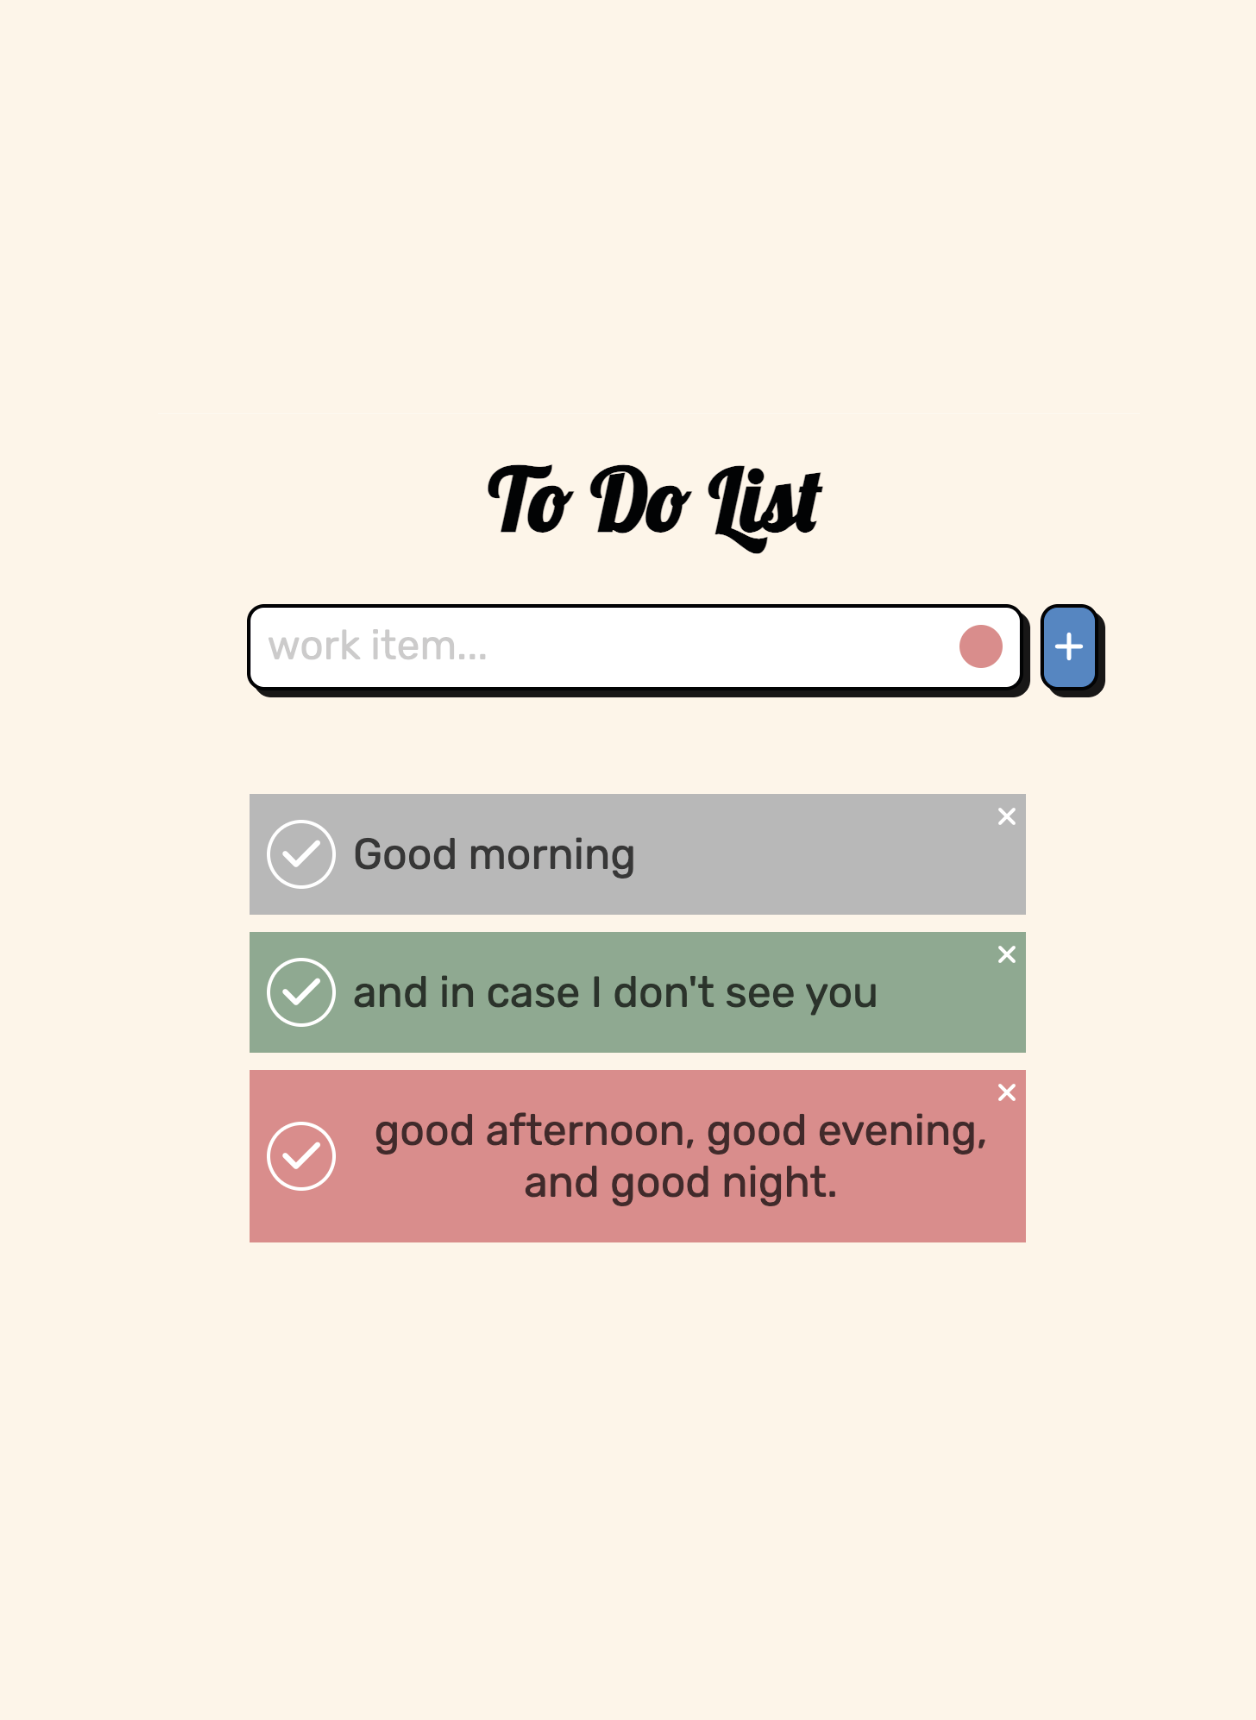 To Do List
work item...
Good morning
and in case I don't see you
good afternoon, good evening,
and good night.